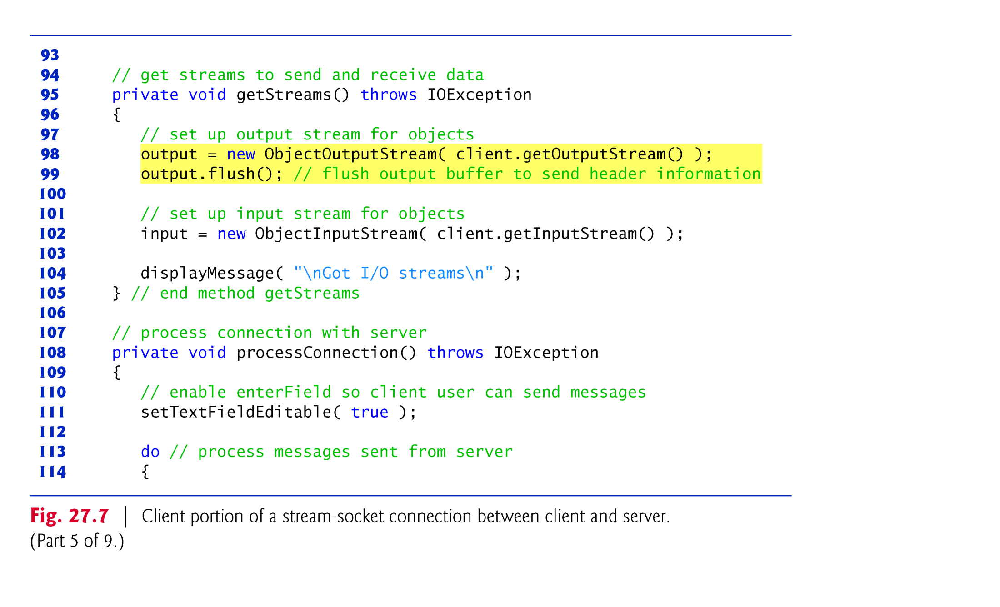 93
94 // get streams to send and receive data
95 private void getStreams() throws IOException
96 {
97 // set up output stream for objects
98 output = new ObjectOutputStream( client.getOutputStream() );
99 output.flush(); // flush output buffer to send header information
100
101 // set up input stream for objects
102 input = new ObjectInputStream( client.getInputStream() );
103
104 displayMessage( "\nGot I/O streams\n" );
105 } // end method getStreams
106
107 // process connection with server
108 private void processConnection() throws IOException
109 {
110 // enable enterField so client user can send messages
111 setTextFieldEditable( true );
112
113 do // process messages sent from server
114 {
Fig. 27.7 | Client portion of a stream-socket connection between client and server.
(Part 5 of 9.)